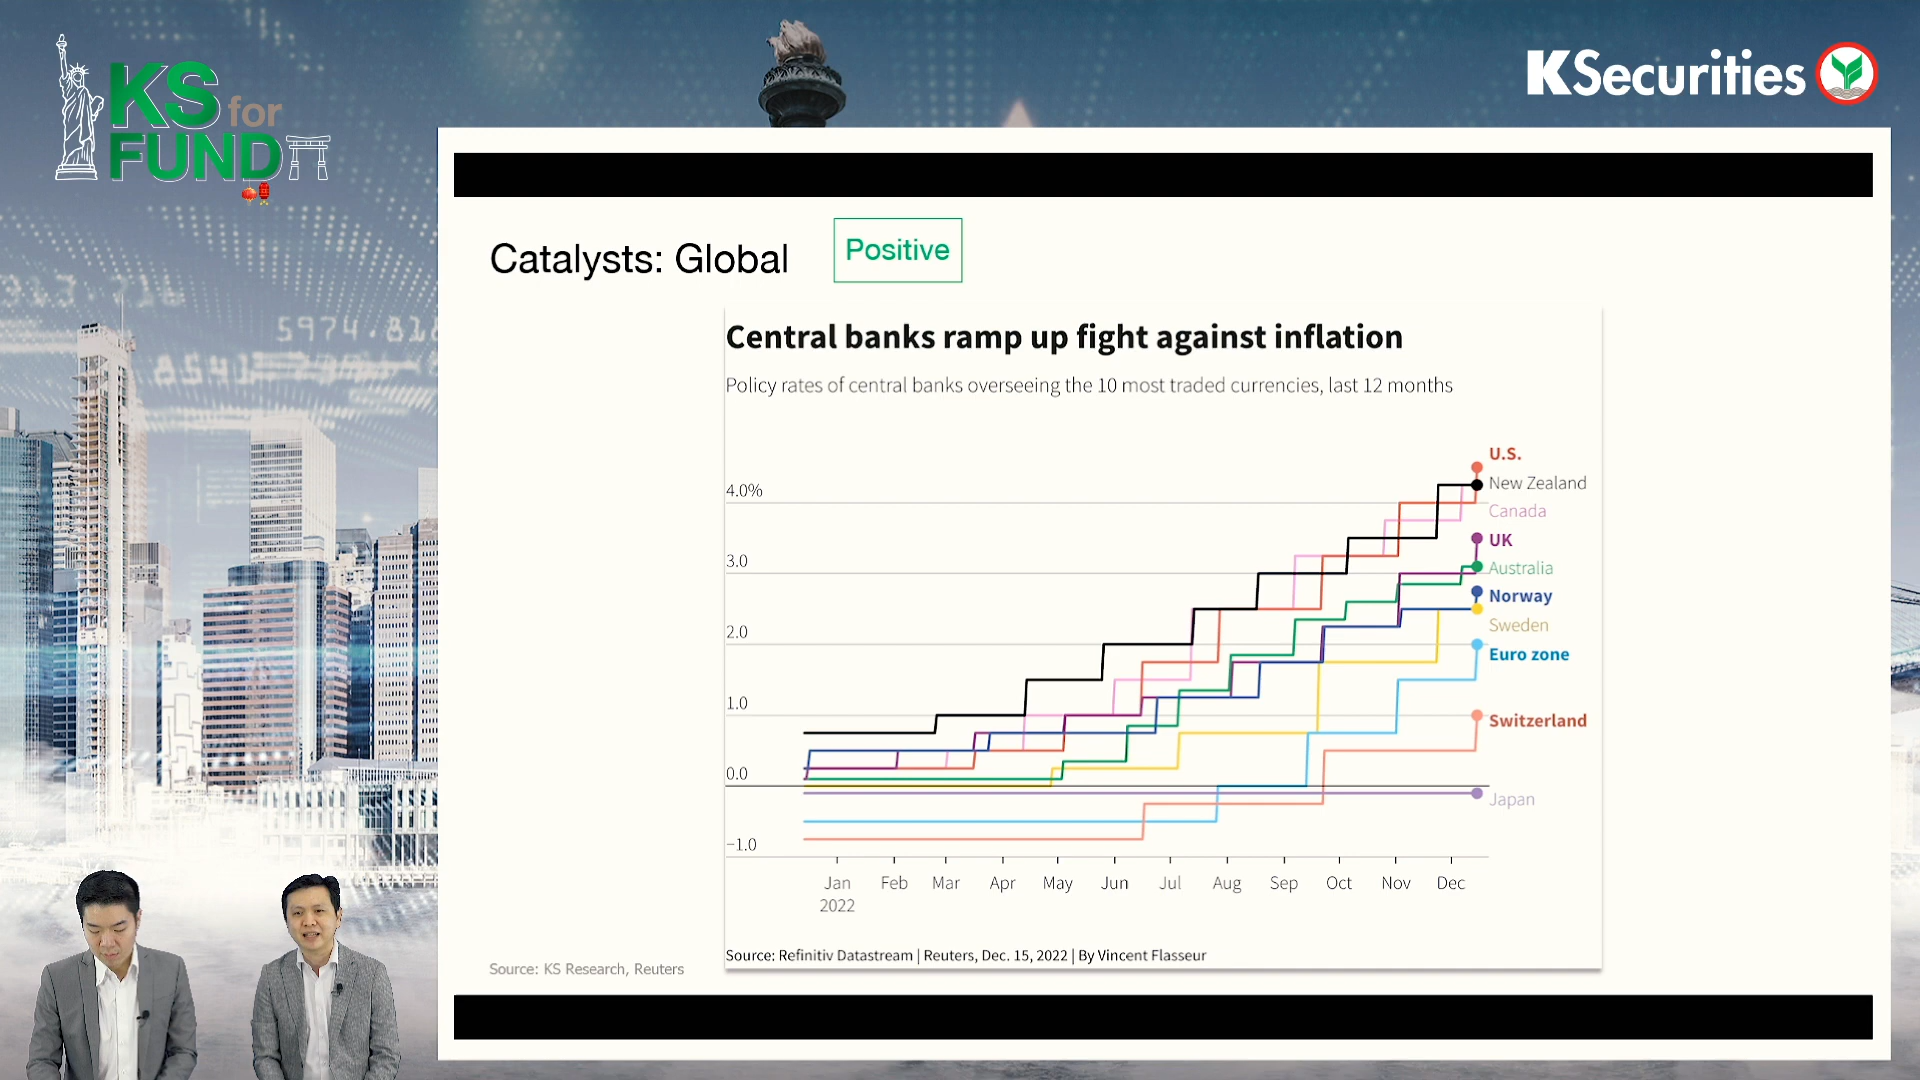 KS for
FUND
KSecurities
Catalysts: Global
Positive
Central banks ramp up fight against inflation
Policy rates of central banks overseeing the 10 most traded currencies, last 12 months
U.S.
4.0%
New Zealand
Canada
UK
3.0
Australia
Norway
2.0
Sweden
Euro zone
1.0
Switzerland
0.0
Japan
−1.0
Jan Feb Mar Apr May Jun Jul Aug Sep Oct Nov Dec
2022
Source: Refinitiv Datastream | Reuters, Dec. 15, 2022 | By Vincent Flasseur
Source: KS Research, Reuters